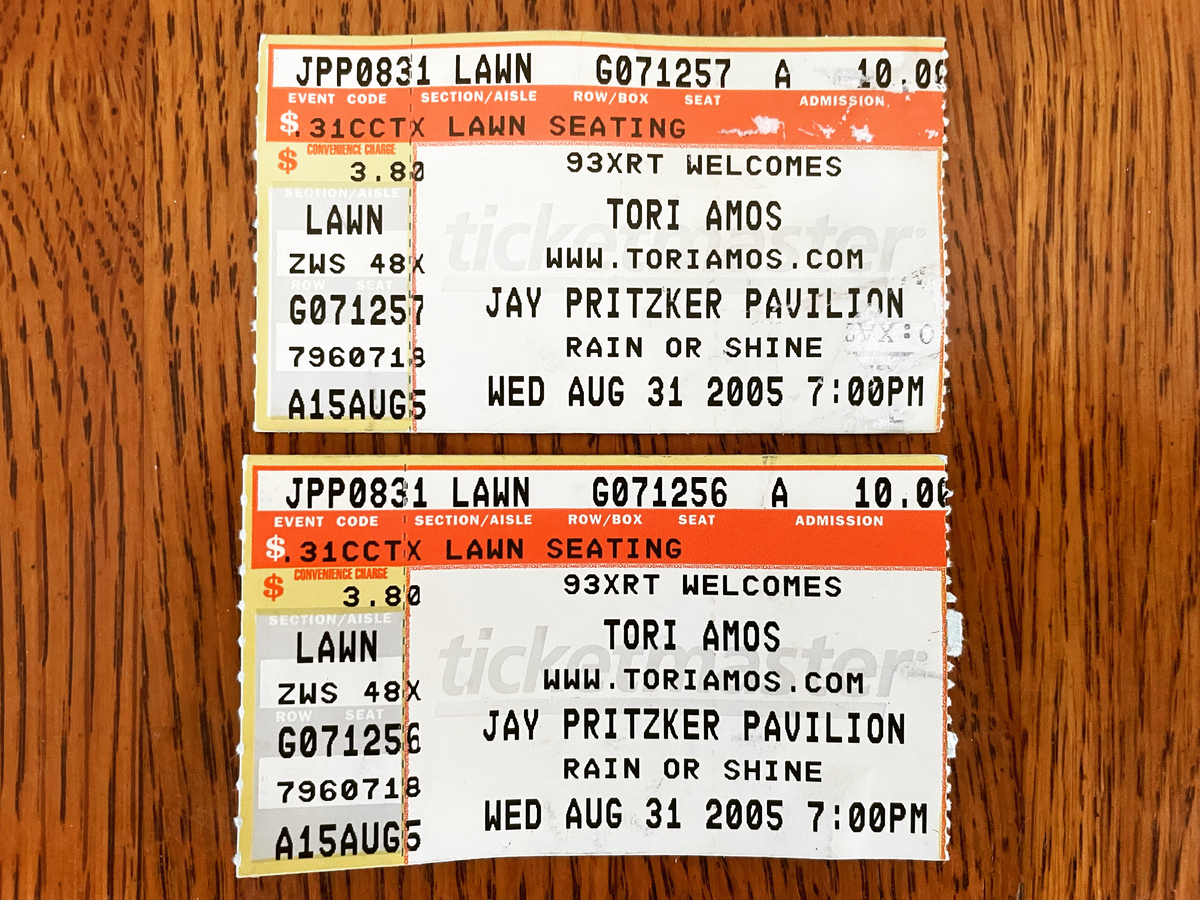 JPP0831 LAWN G071257 A 10.00
EVENT CODE SECTION/AISLE ROW/BOX SEAT ADMISSION
$.31CCTX LAWN SEATING
CONVENIENCE CHARGE
$ 3.80
93XRT WELCOMES
SECTION/AISLE
LAWN
TORI AMOS
ticketmaster®
ZWS 48X
WWW.TORIAMOS.COM
ROW SEAT
G071257
JAY PRITZKER PAVILION
7960718
RAIN OR SHINE
A15AUG5
WED AUG 31 2005 7:00PM
JPP0831 LAWN G071256 A 10.00
EVENT CODE SECTION/AISLE ROW/BOX SEAT ADMISSION
$.31CCTX LAWN SEATING
CONVENIENCE CHARGE
$ 3.80
93XRT WELCOMES
SECTION/AISLE
LAWN
TORI AMOS
ticketmaster®
ZWS 48X
WWW.TORIAMOS.COM
ROW SEAT
G071256
JAY PRITZKER PAVILION
7960718
RAIN OR SHINE
A15AUG5
WED AUG 31 2005 7:00PM